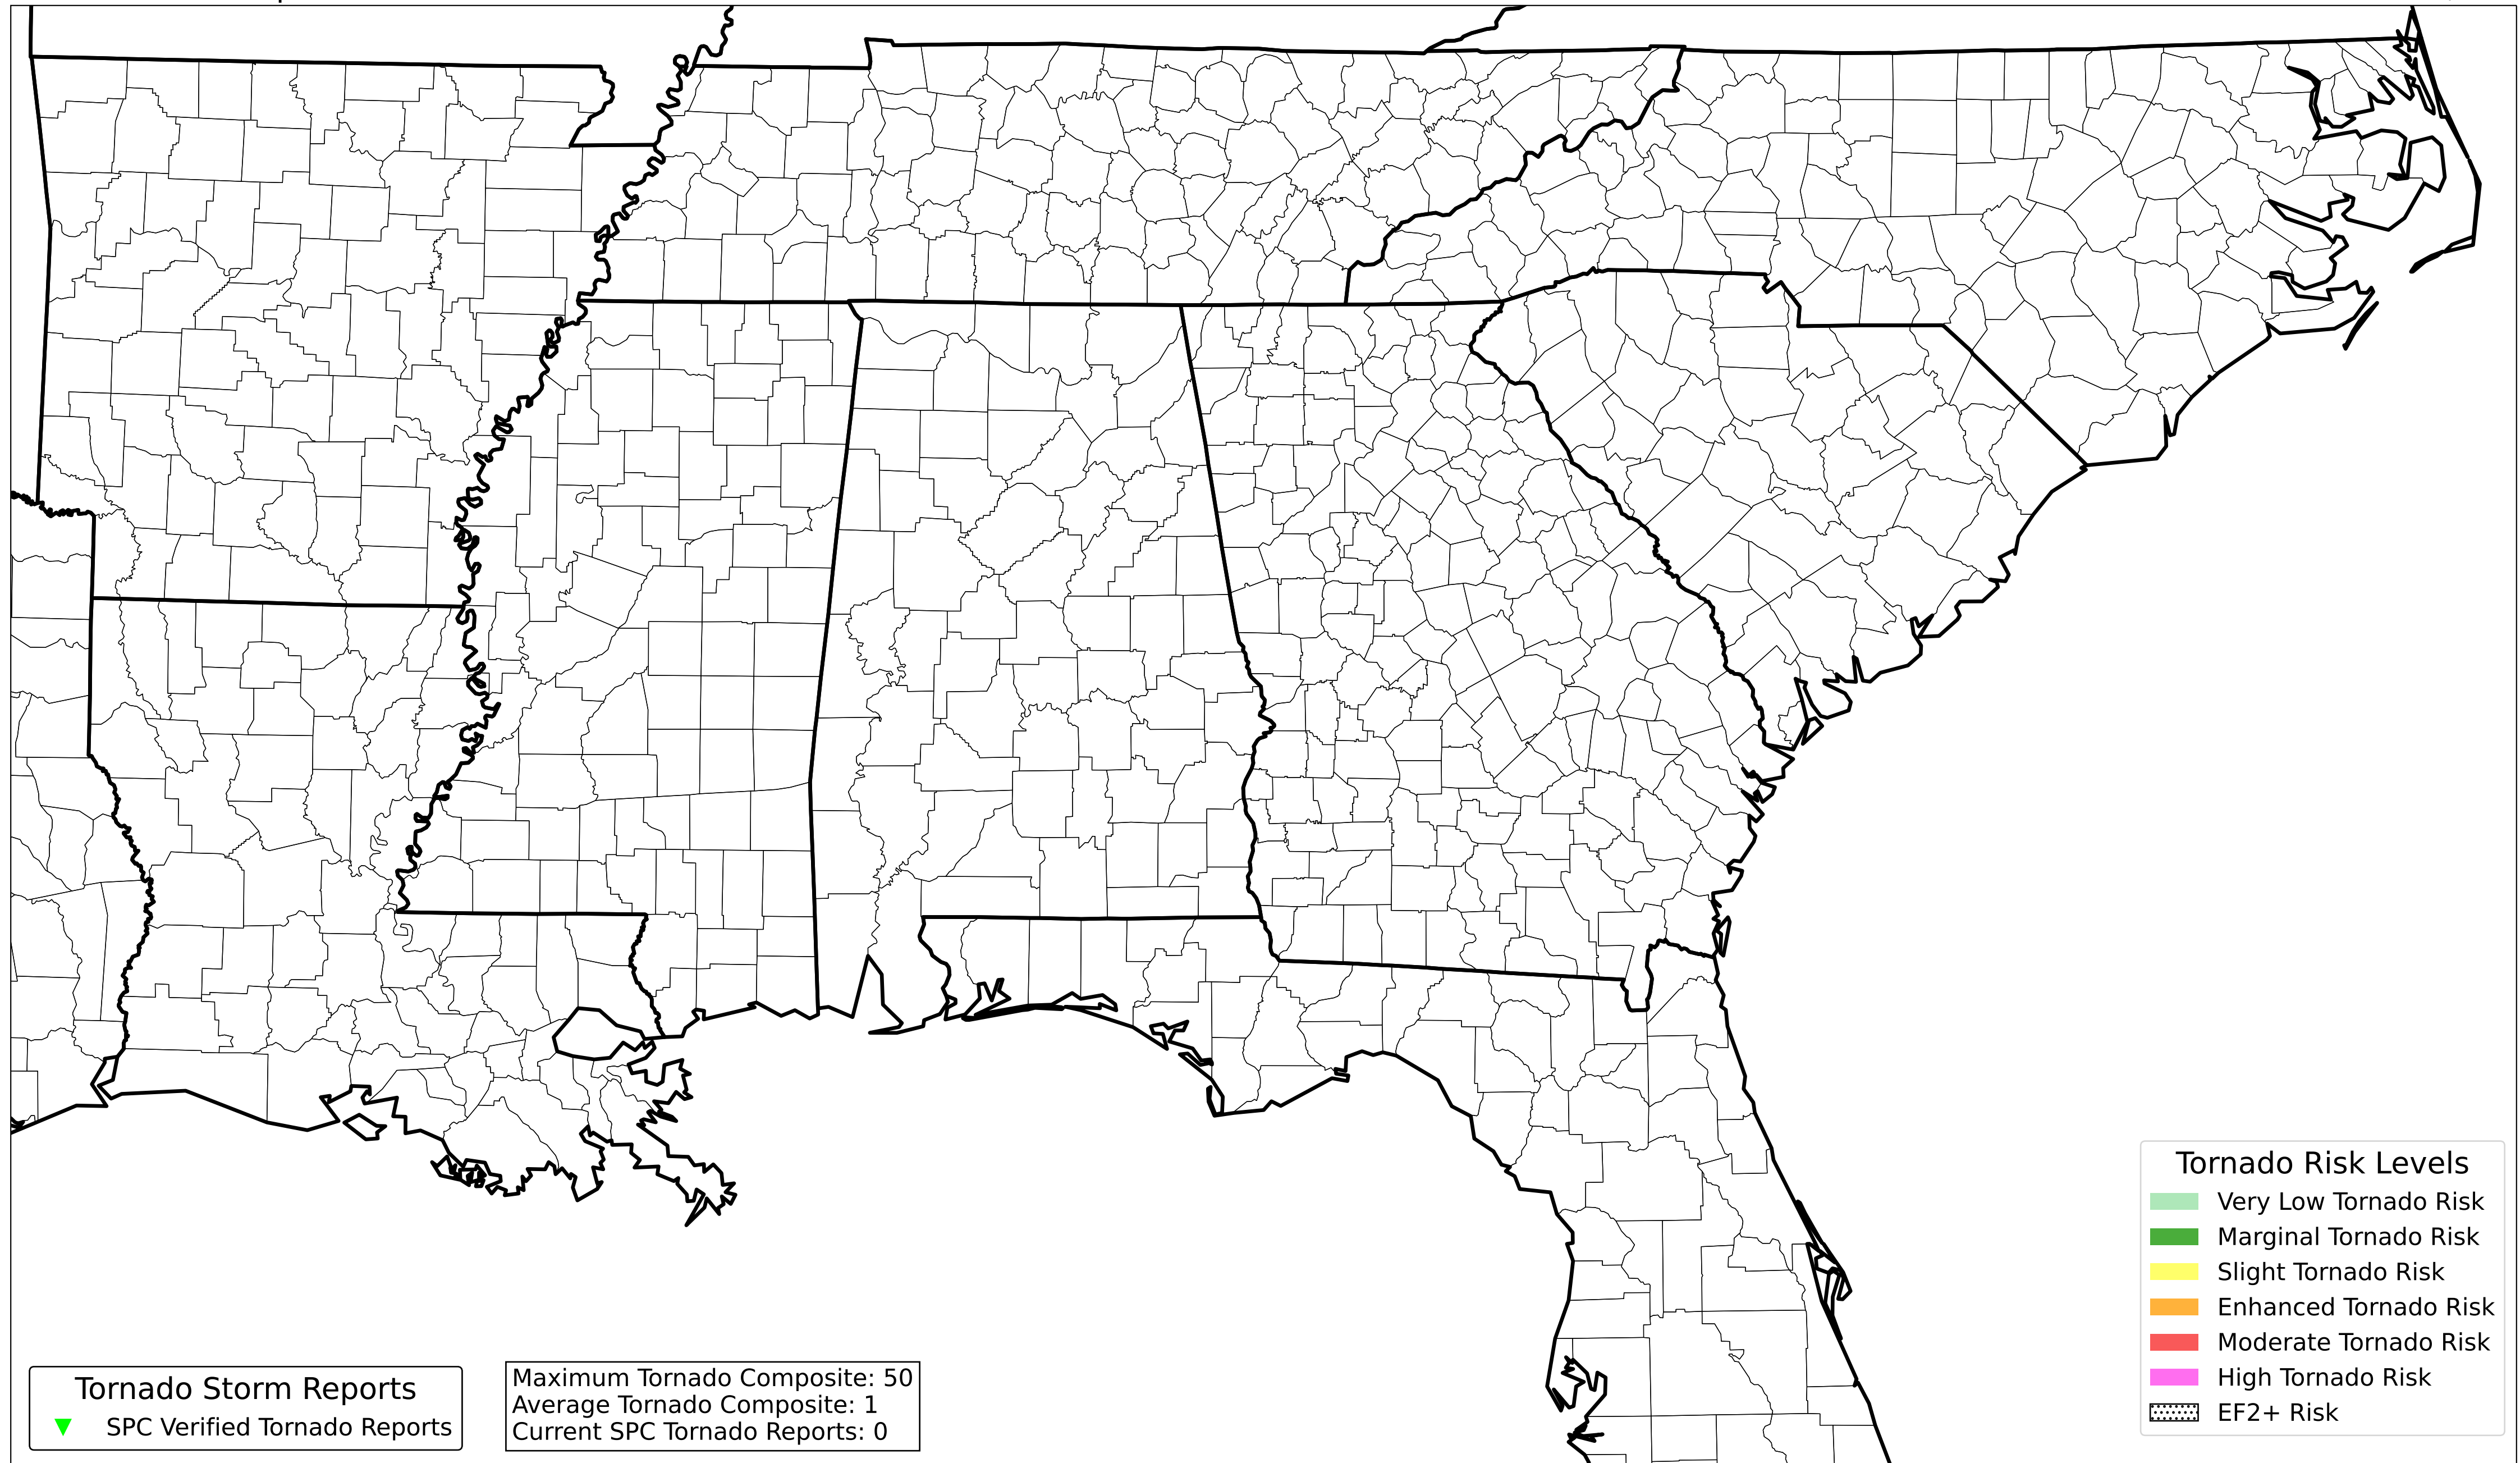 Tornado Risk Levels
Very Low Tornado Risk
Marginal Tornado Risk
Slight Tornado Risk
Enhanced Tornado Risk
Moderate Tornado Risk
High Tornado Risk
EF2+ Risk
Tornado Storm Reports
SPC Verified Tornado Reports
Maximum Tornado Composite: 50
Average Tornado Composite: 1
Current SPC Tornado Reports: 0